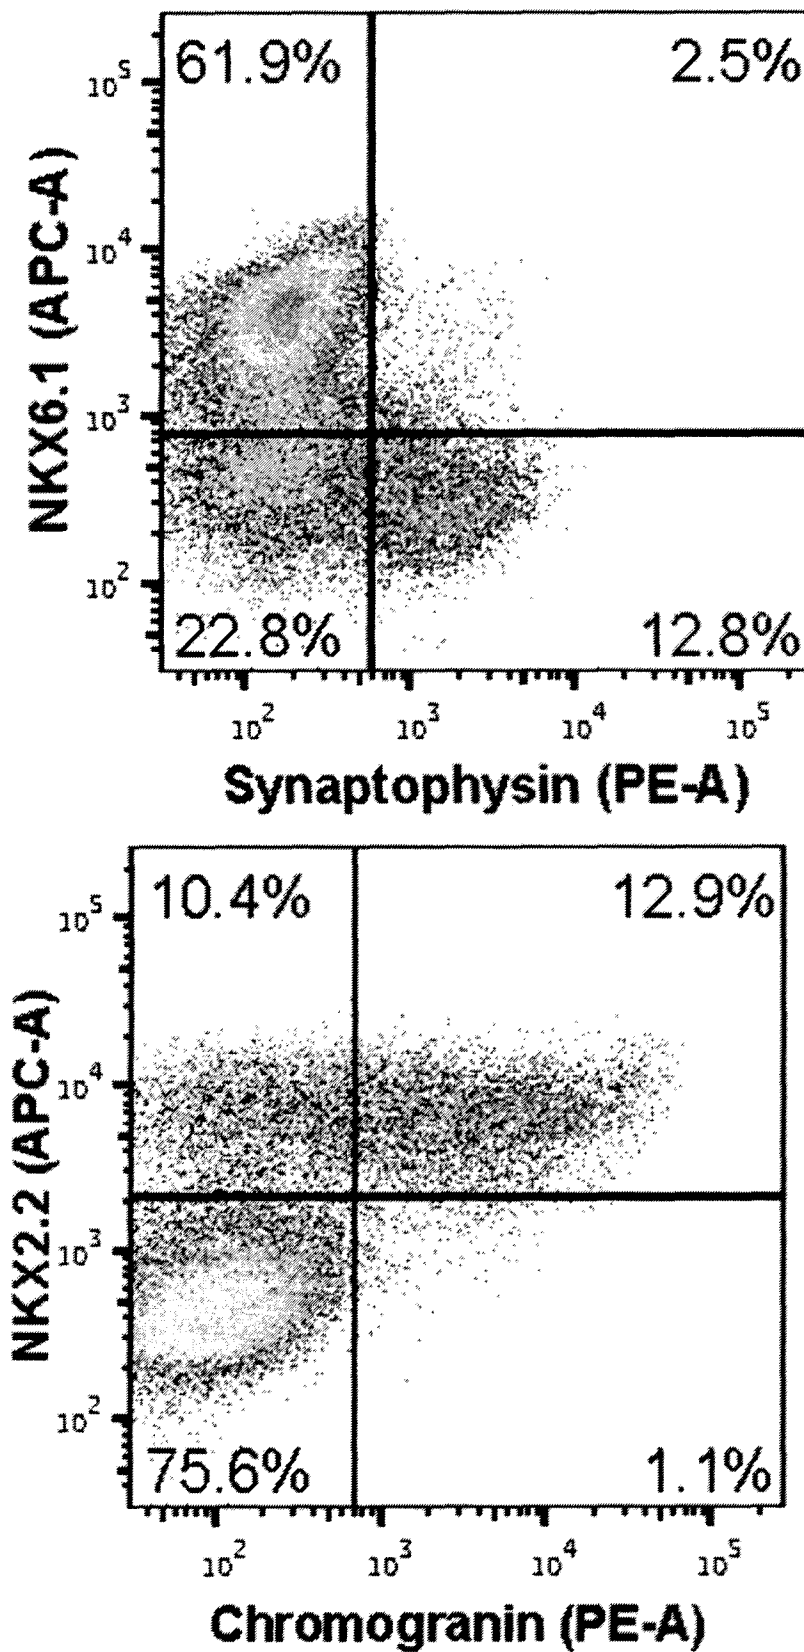 61.9% 2.5%
10^5
10^4
10^3
10^2
NKX6.1 (APC-A)
22.8% 12.8%
10^2 10^3 10^4 10^5
Synaptophysin (PE-A)
10.4% 12.9%
10^5
10^4
10^3
10^2
NKX2.2 (APC-A)
75.6% 1.1%
10^2 10^3 10^4 10^5
Chromogranin (PE-A)